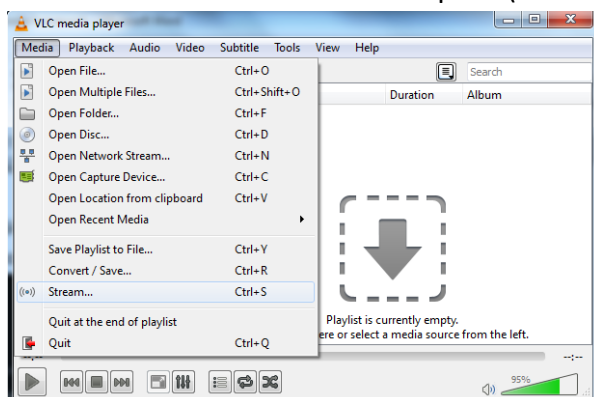 VLC media player
Media Playback Audio Video Subtitle Tools View Help
Search
Duration Album
Open File... Ctrl+O
Open Multiple Files... Ctrl+Shift+O
Open Folder... Ctrl+F
Open Disc... Ctrl+D
Open Network Stream... Ctrl+N
Open Capture Device... Ctrl+C
Open Location from clipboard Ctrl+V
Open Recent Media
Save Playlist to File... Ctrl+Y
Convert / Save... Ctrl+R
Stream... Ctrl+S
Quit at the end of playlist
Quit Ctrl+Q
Playlist is currently empty.
ere or select a media source from the left.
--:--
95%